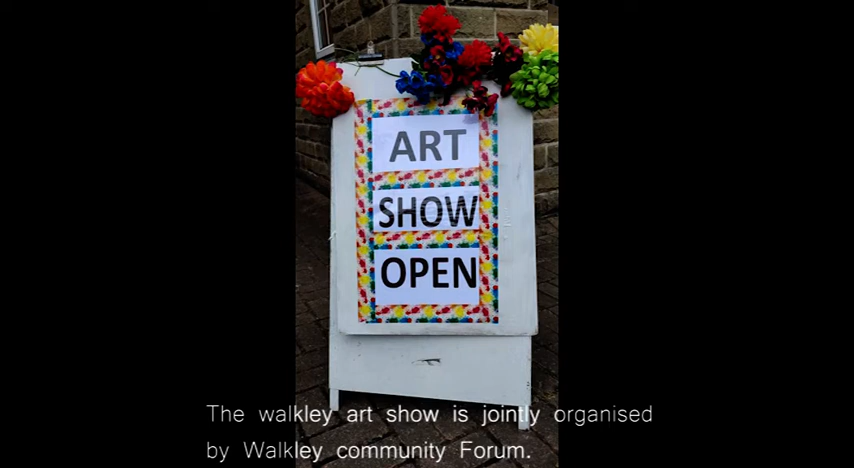 ART
SHOW
OPEN
The walkley art show is jointly organised
by Walkley community Forum.